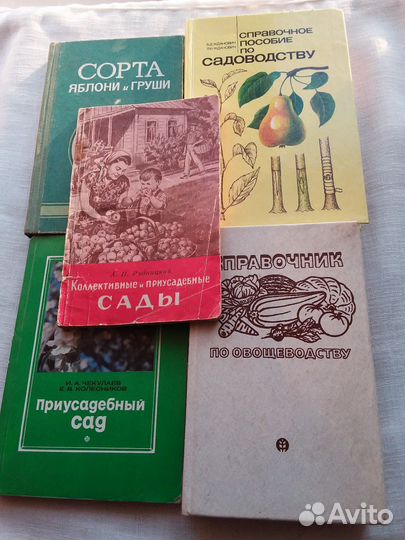 СОРТА
ЯБЛОНИ и ГРУШИ
СПРАВОЧНОЕ
ПОСОБИЕ
ПО
САДОВОДСТВУ
Коллективные и приусадебные
САДЫ
И. А. ЧЕКУЛАЕВ
Е. В. КОЛЕСНИКОВ
Приусадебный
сад
СПРАВОЧНИК
ПО ОВОЩЕВОДСТВУ
Avito